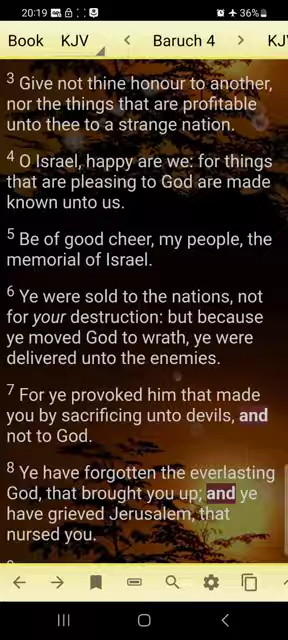 20:19 36%
Book KJV < Baruch 4 > KJV
3 Give not thine honour to another,
nor the things that are profitable
unto thee to a strange nation.
4 O Israel, happy are we: for things
that are pleasing to God are made
known unto us.
5 Be of good cheer, my people, the
memorial of Israel.
6 Ye were sold to the nations, not
for your destruction: but because
ye moved God to wrath, ye were
delivered unto the enemies.
7 For ye provoked him that made
you by sacrificing unto devils, and
not to God.
8 Ye have forgotten the everlasting
God, that brought you up; and ye
have grieved Jerusalem, that
nursed you.